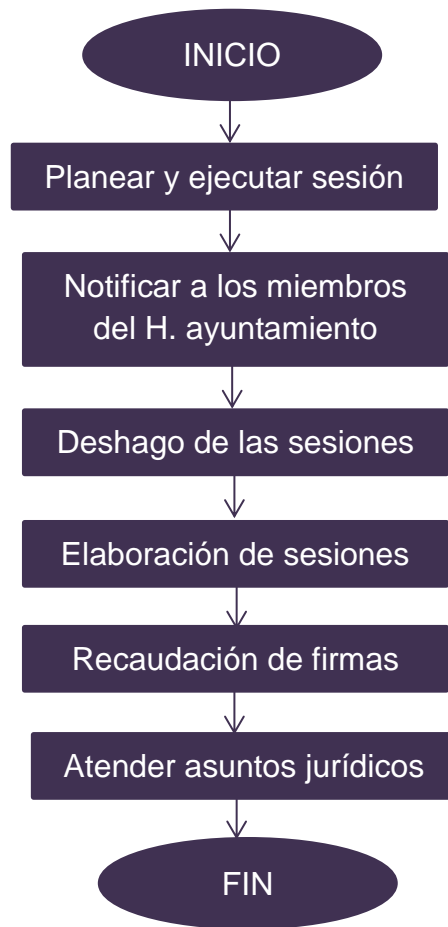 INICIO
Planear y ejecutar sesión
Notificar a los miembros
del H. ayuntamiento
Deshago de las sesiones
Elaboración de sesiones
Recaudación de firmas
Atender asuntos jurídicos
FIN